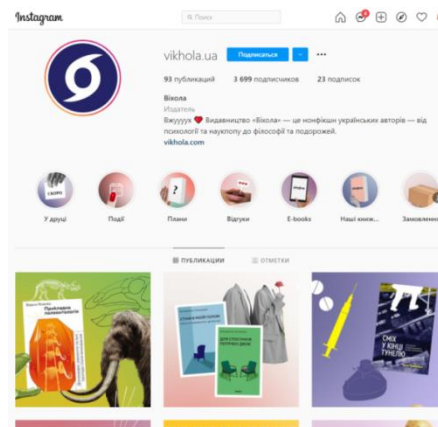 Instagram
Поиск
vikhola.ua
Подписаться
93 публикаций 3 699 подписчиков 23 подписок
Віхола
Издатель
Вжуууух ❤ Видавництво «Віхола» — це нонфікшн українських авторів — від
психології та наукпопу до філософії та подорожей.
vikhola.com
У друці Події Плани Відгуки E-books Наші книж... Замовленн
ПУБЛИКАЦИИ ОТМЕТКИ
СМІХ
У КІНЦІ
ТУНЕЛЮ